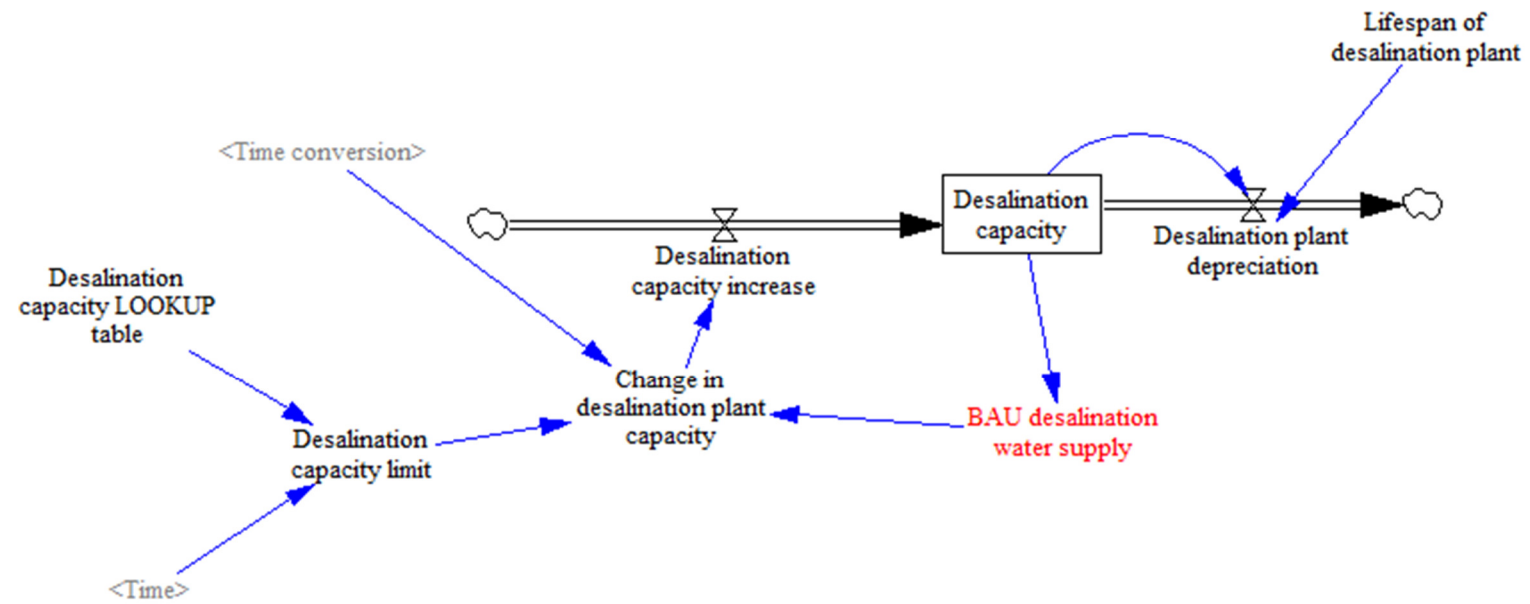 Lifespan of
desalination plant
<Time conversion>
Desalination
capacity
Desalination plant
depreciation
Desalination
capacity increase
Desalination
capacity LOOKUP
table
Change in
desalination plant
capacity
BAU desalination
water supply
Desalination
capacity limit
<Time>